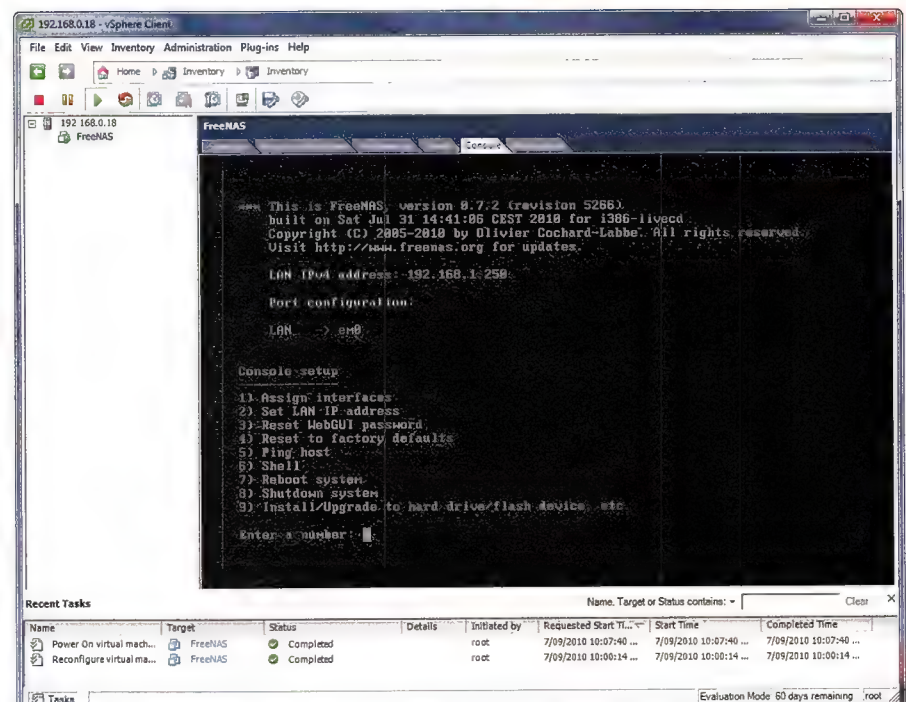 192.168.0.18 - vSphere Client
File Edit View Inventory Administration Plug-ins Help
Home Inventory Inventory
192.168.0.18
FreeNAS
FreeNAS
Console
*** This is FreeNAS, version 0.7.2 (revision 5266)
built on Sat Jul 31 14:41:06 CEST 2010 for i386-livecd
Copyright (C) 2005-2010 by Olivier Cochard-Labbe. All rights reserved.
Visit http://www.freenas.org for updates.
LAN IPv4 address: 192.168.1.250
Port configuration:
LAN -> em0
Console setup
1) Assign interfaces
2) Set LAN IP address
3) Reset WebGUI password
4) Reset to factory defaults
5) Ping host
6) Shell
7) Reboot system
8) Shutdown system
9) Install/Upgrade to hard drive/flash device, etc
Enter a number:
Recent Tasks Name, Target or Status contains: Clear
Name Target Status Details Initiated by Requested Start Ti... Start Time Completed Time
Power On virtual mach... FreeNAS Completed root 7/09/2010 10:07:40 ... 7/09/2010 10:07:40 ... 7/09/2010 10:07:40 ...
Reconfigure virtual ma... FreeNAS Completed root 7/09/2010 10:00:14 ... 7/09/2010 10:00:14 ... 7/09/2010 10:00:14 ...
Tasks Evaluation Mode: 60 days remaining root